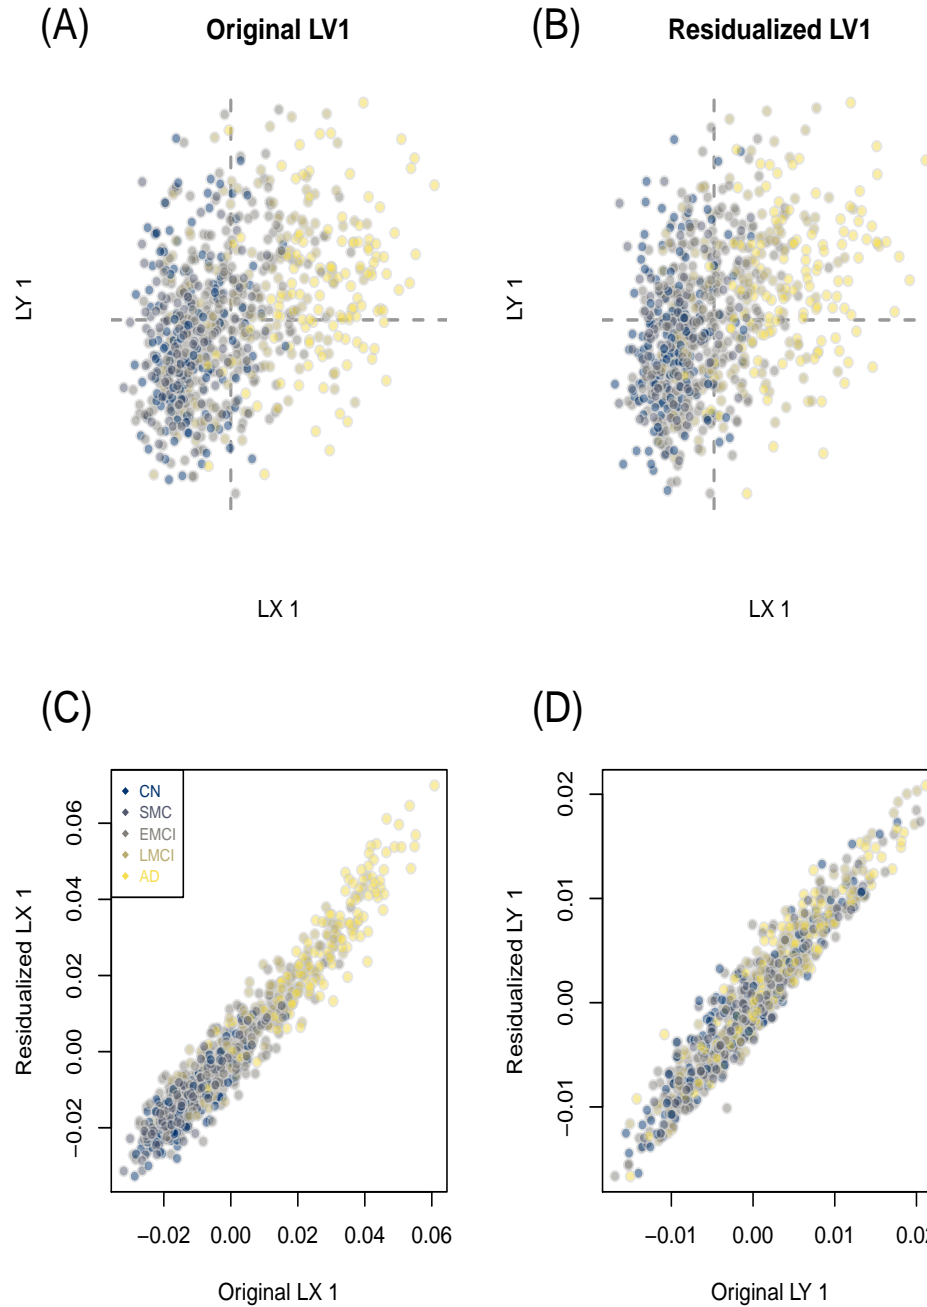 (A) Original LV1
(B) Residualized LV1
LY 1
LX 1
LY 1
LX 1
(C)
CN
SMC
EMCI
LMCI
AD
Residualized LX 1
0.06
0.04
0.02
0.00
−0.02
−0.02 0.00 0.02 0.04 0.06
Original LX 1
(D)
Residualized LY 1
0.02
0.01
0.00
−0.01
−0.01 0.00 0.01
Original LY 1